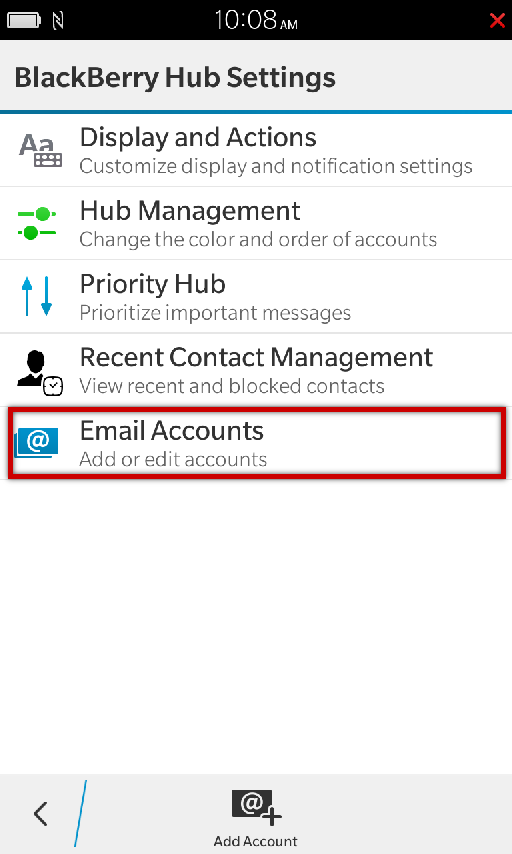 10:08 AM
BlackBerry Hub Settings
Aa
Display and Actions
Customize display and notification settings
Hub Management
Change the color and order of accounts
Priority Hub
Prioritize important messages
Recent Contact Management
View recent and blocked contacts
@
Email Accounts
Add or edit accounts
@
Add Account